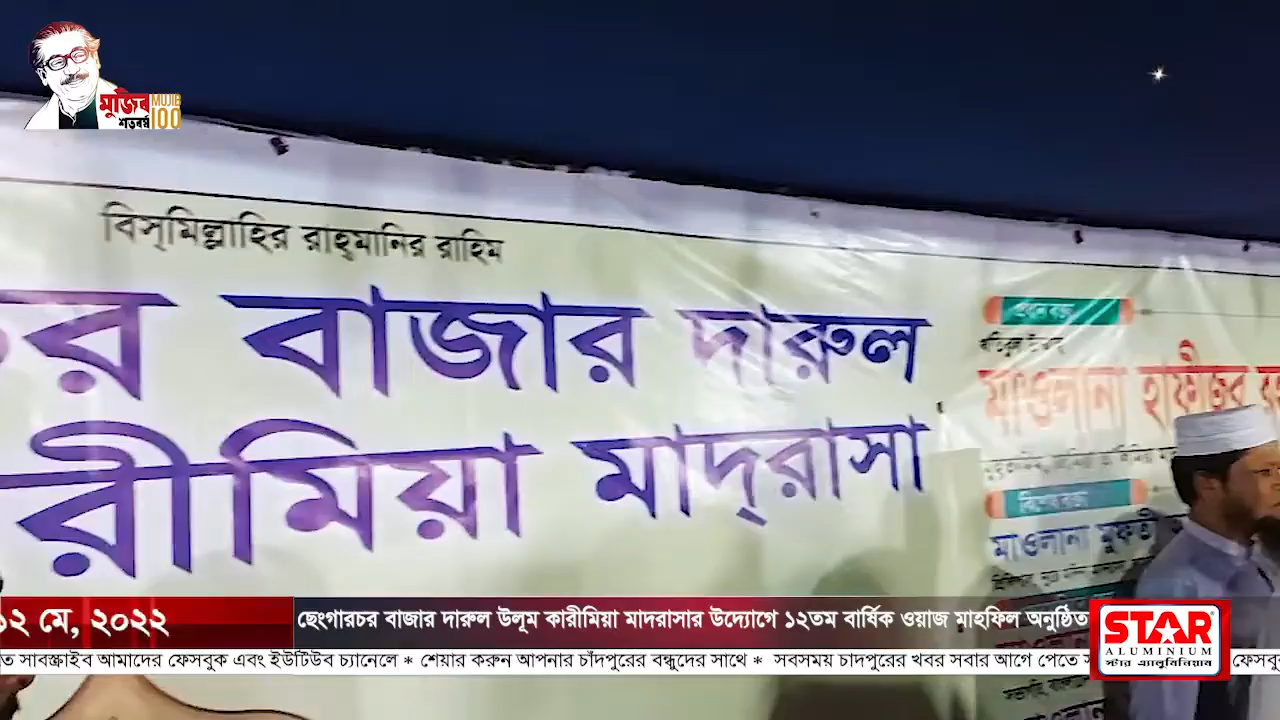 মুজিব MUJIB
শতবর্ষ 100
বিস্‌মিল্লাহির রাহ্‌মানির রাহিম
র বাজার দারুল
রীমিয়া মাদ্‌রাসা
মাওলানা হাফীজুর
বিশেষ বক্তা
মাওলানা মুফতী
১২ মে, ২০২২
ছেংগারচর বাজার দারুল উলূম কারীমিয়া মাদরাসার উদ্যোগে ১২তম বার্ষিক ওয়াজ মাহফিল অনুষ্ঠিত
ত সাবস্ক্রাইব আমাদের ফেসবুক এবং ইউটিউব চ্যানেলে * শেয়ার করুন আপনার চাঁদপুরের বন্ধুদের সাথে * সবসময় চাদপুরের খবর সবার আগে পেতে
STAR
ALUMINIUM
স্টার এ্যালুবিনিয়াম
ফেসবু